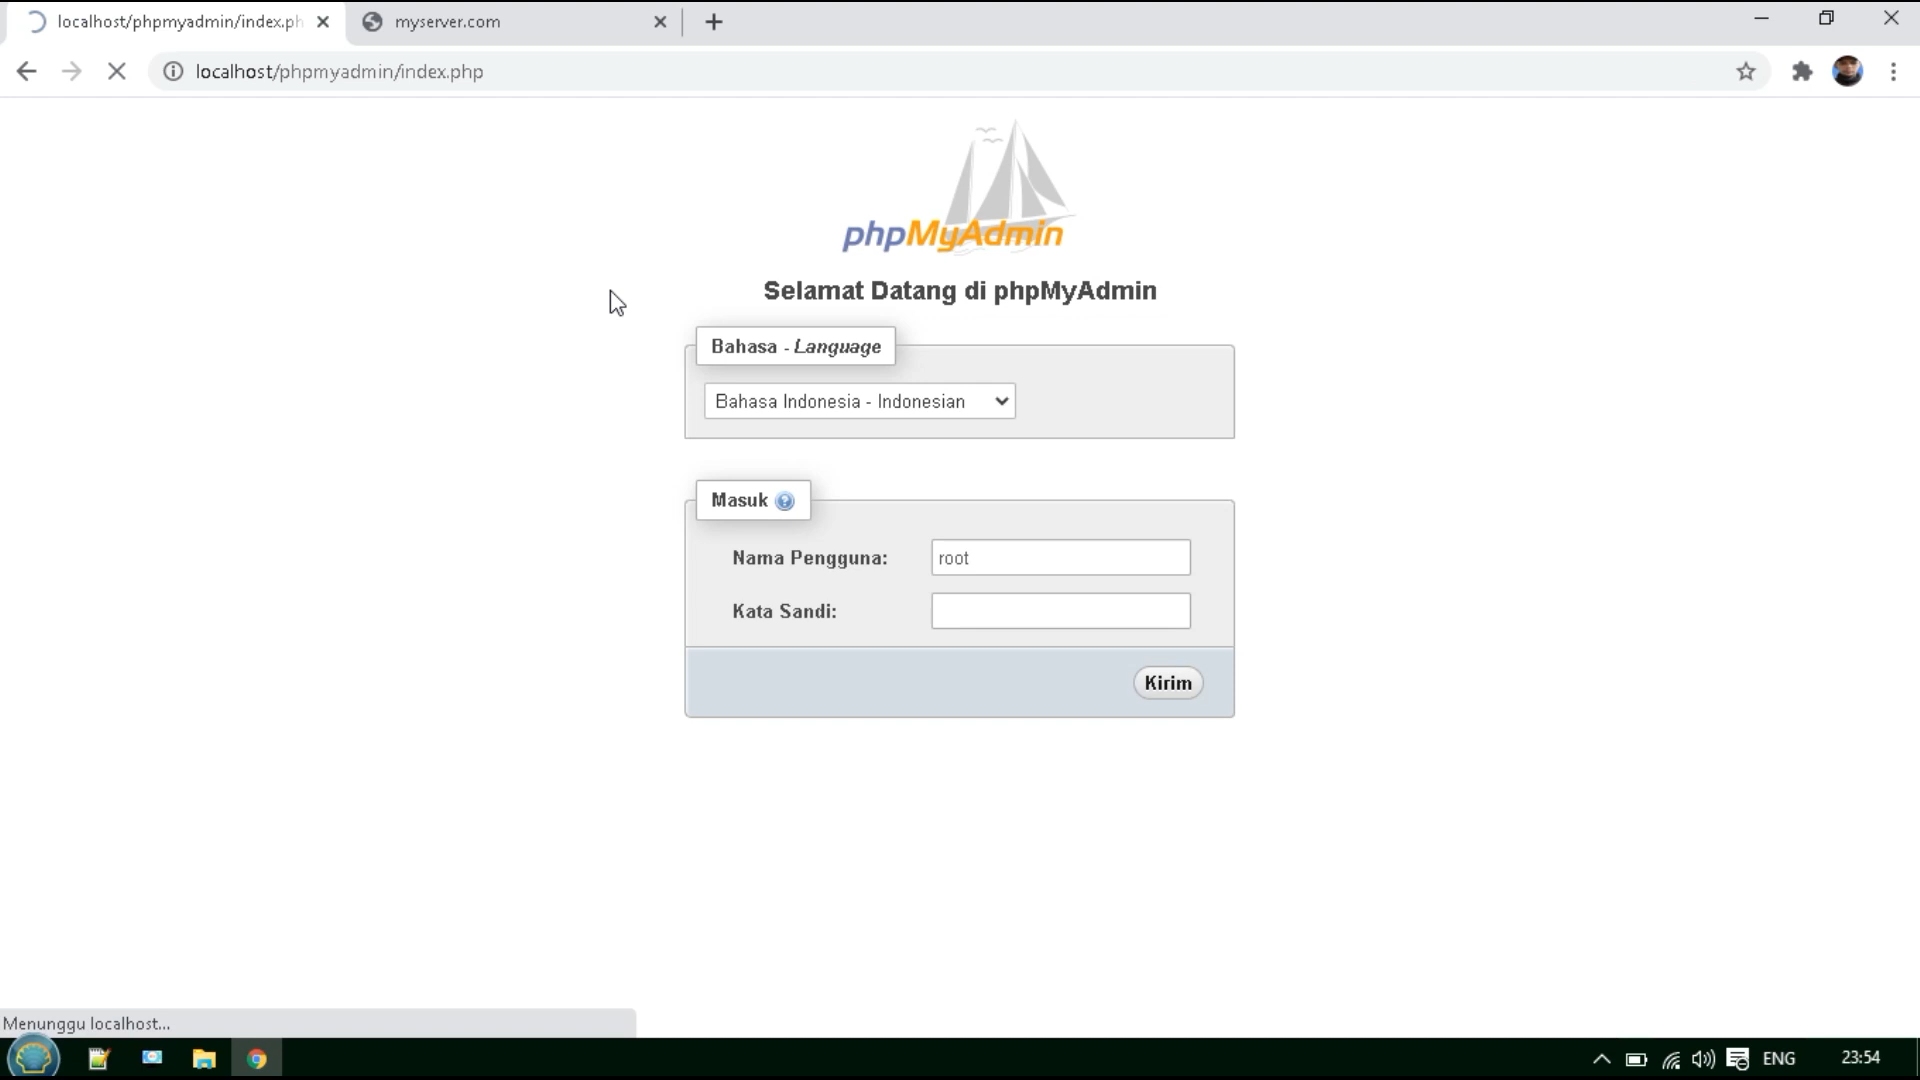 localhost/phpmyadmin/index.ph
myserver.com
localhost/phpmyadmin/index.php
phpMyAdmin
Selamat Datang di phpMyAdmin
Bahasa - Language
Bahasa Indonesia - Indonesian
Masuk
Nama Pengguna:
root
Kata Sandi:
Kirim
Menunggu localhost...
ENG
23:54